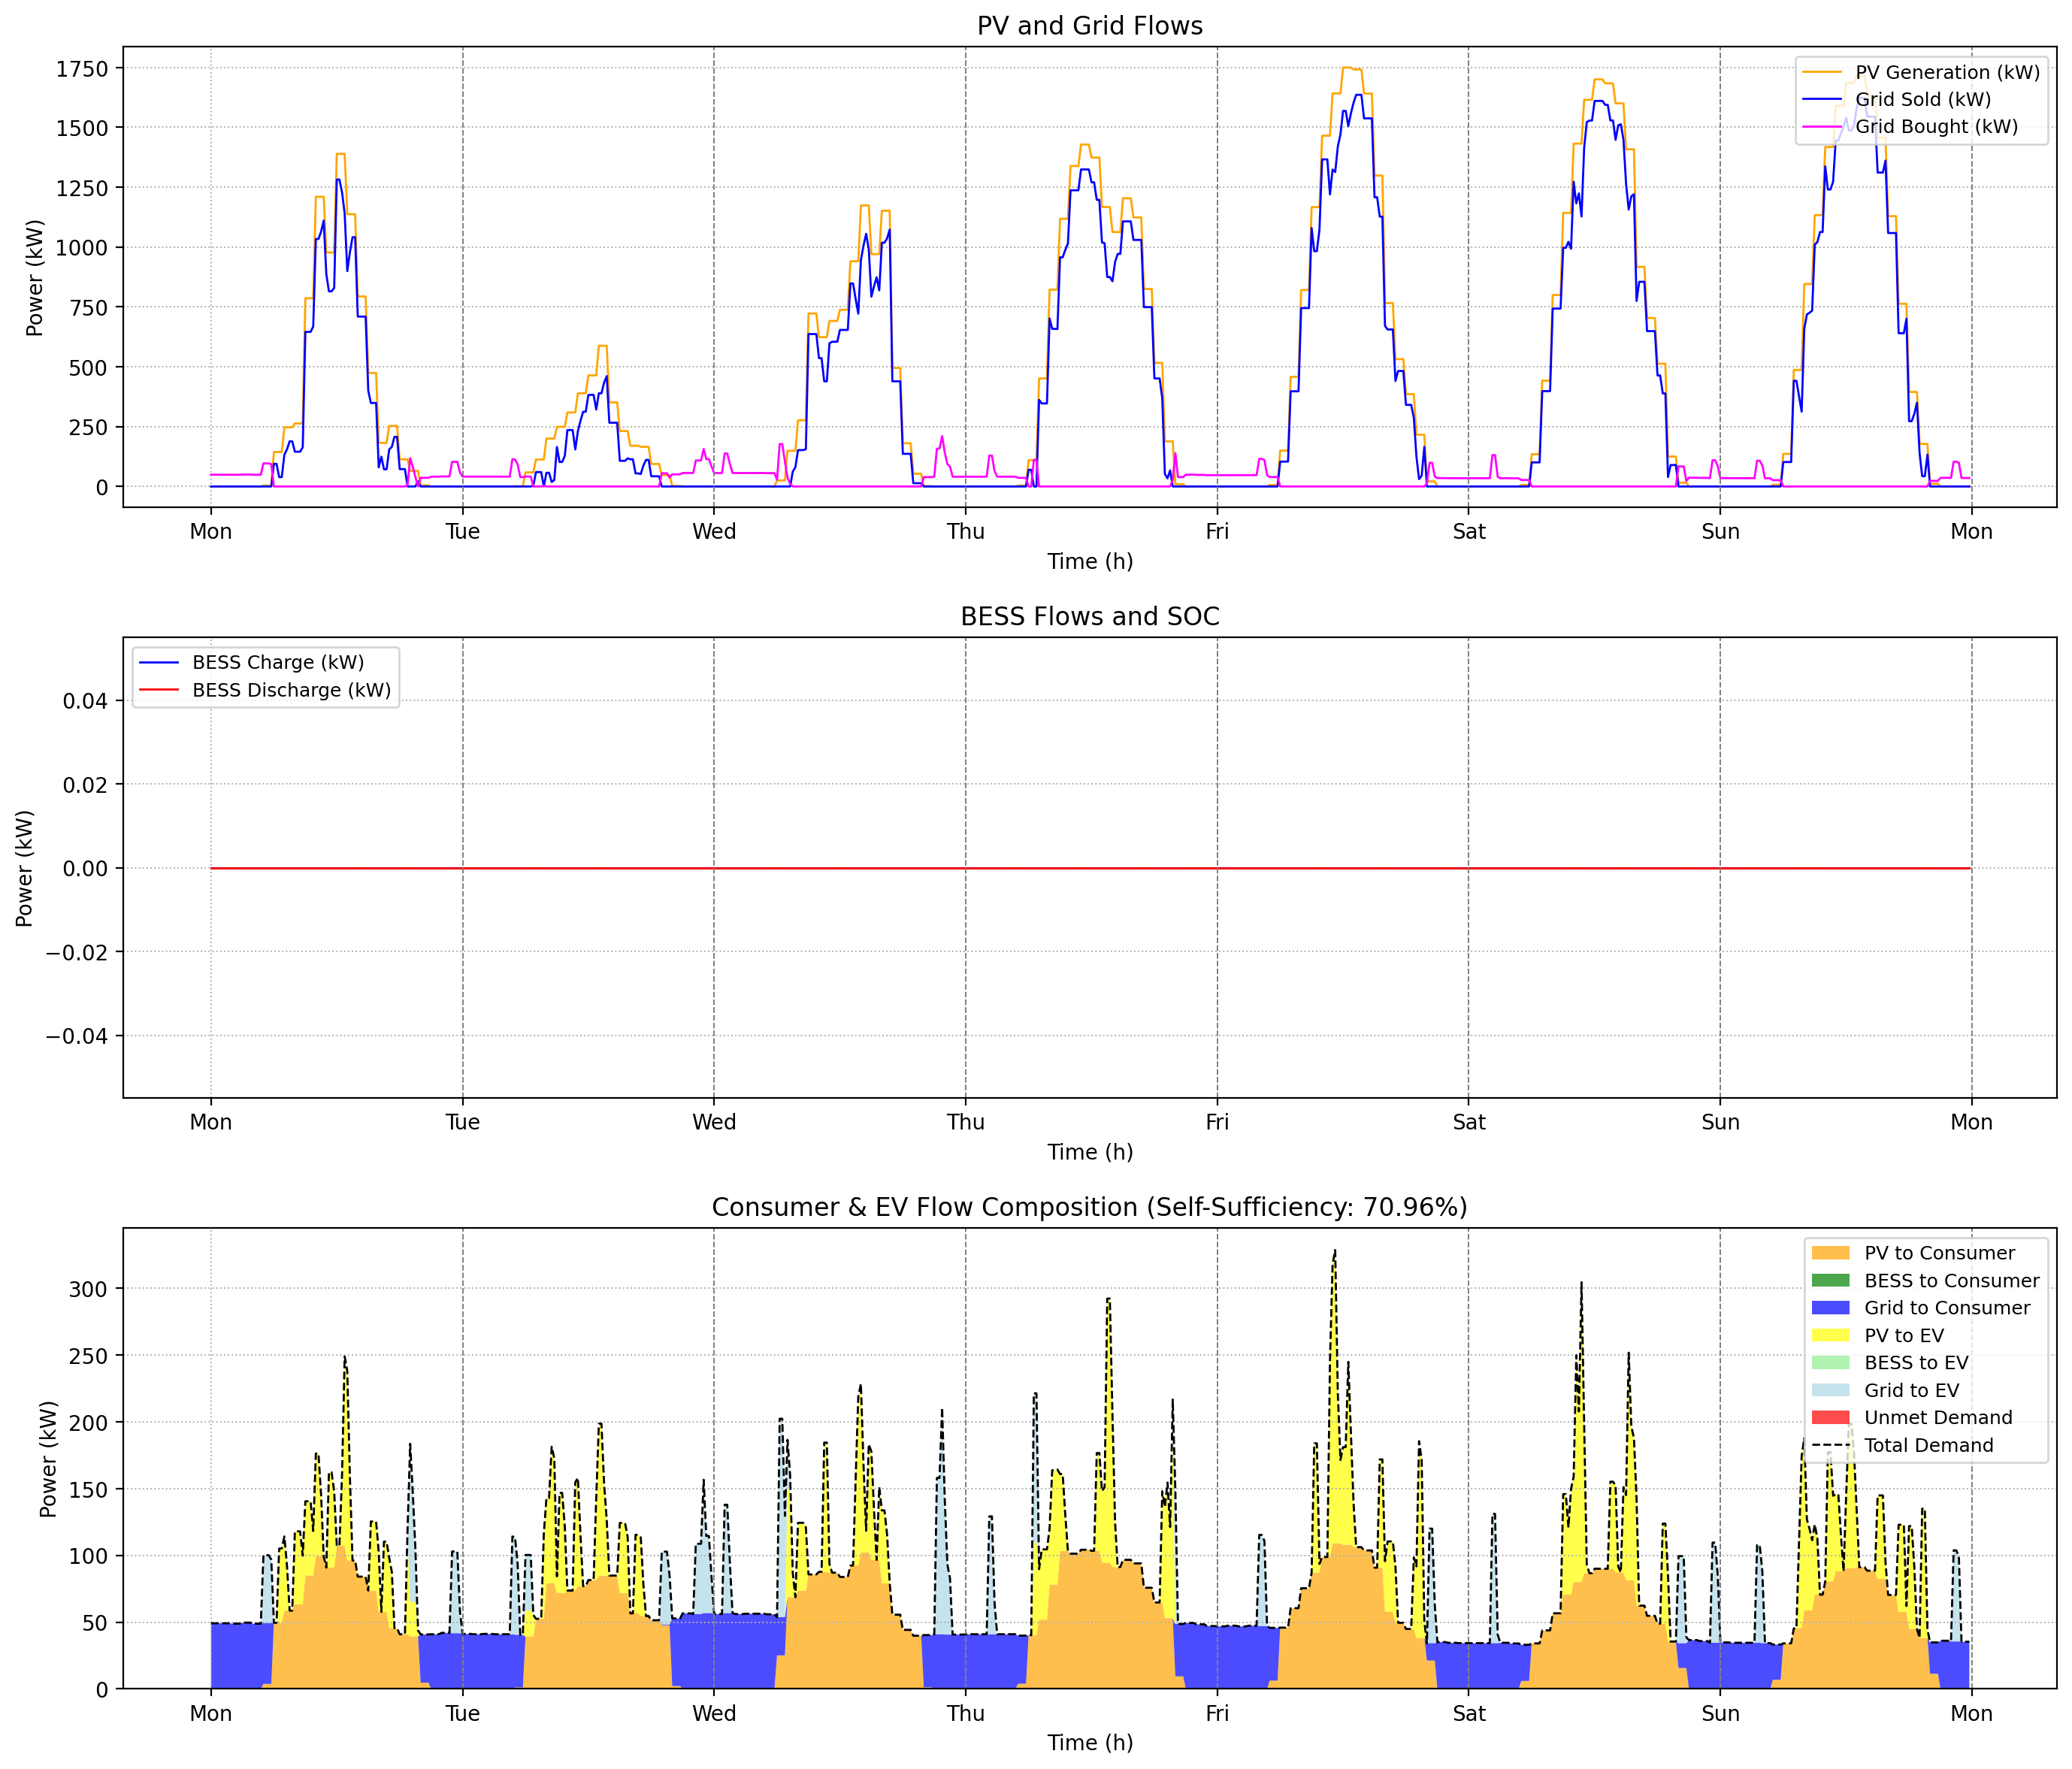 PV and Grid Flows
1750
1500
1250
1000
750
500
250
0
Power (kW)
PV Generation (kW)
Grid Sold (kW)
Grid Bought (kW)
Mon Tue Wed Thu Fri Sat Sun Mon
Time (h)
BESS Flows and SOC
BESS Charge (kW)
BESS Discharge (kW)
0.04
0.02
0.00
−0.02
−0.04
Power (kW)
Mon Tue Wed Thu Fri Sat Sun Mon
Time (h)
Consumer & EV Flow Composition (Self-Sufficiency: 70.96%)
300
250
200
150
100
50
0
Power (kW)
PV to Consumer
BESS to Consumer
Grid to Consumer
PV to EV
BESS to EV
Grid to EV
Unmet Demand
Total Demand
Mon Tue Wed Thu Fri Sat Sun Mon
Time (h)